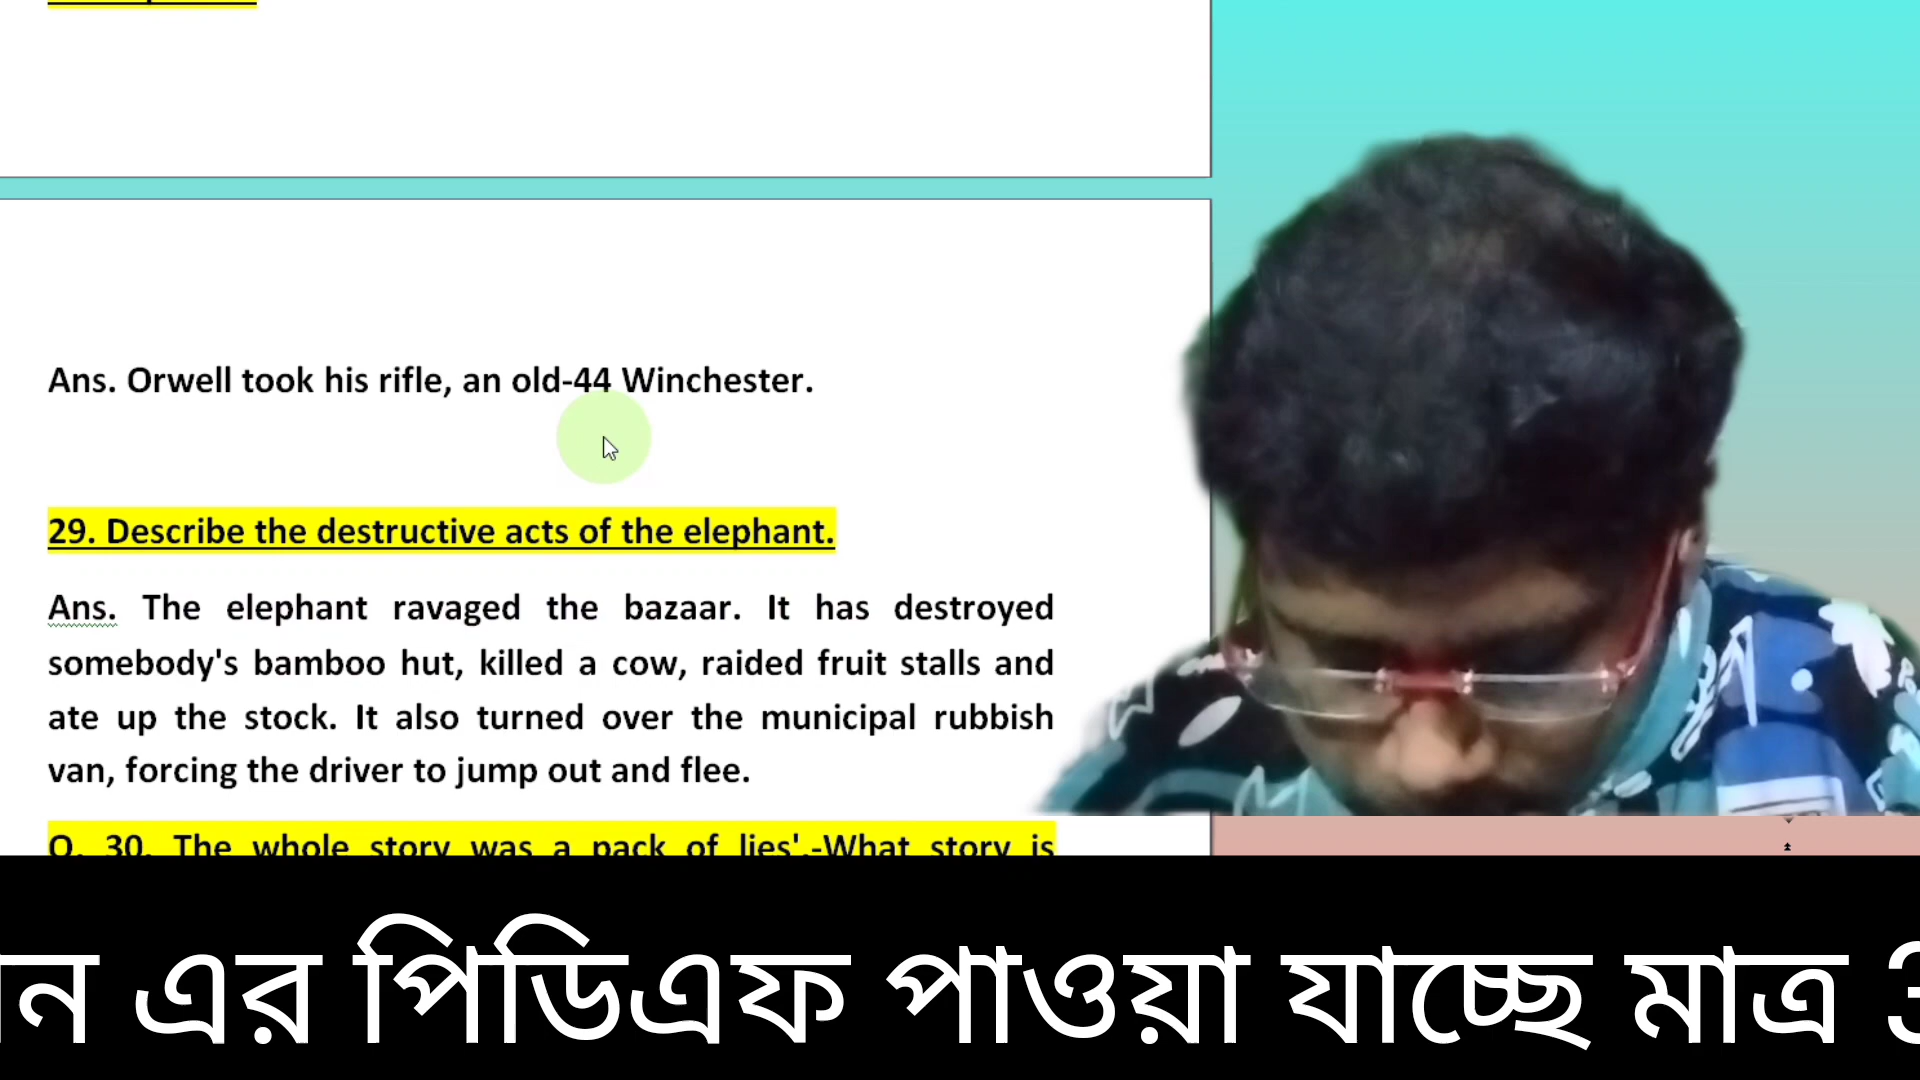 Ans. Orwell took his rifle, an old-44 Winchester.
29. Describe the destructive acts of the elephant.
Ans. The elephant ravaged the bazaar. It has destroyed
somebody's bamboo hut, killed a cow, raided fruit stalls and
ate up the stock. It also turned over the municipal rubbish
van, forcing the driver to jump out and flee.
Q. 30. The whole story was a pack of lies'.-What story is
এর পিডিএফ পাওয়া যাচ্ছে মাত্র